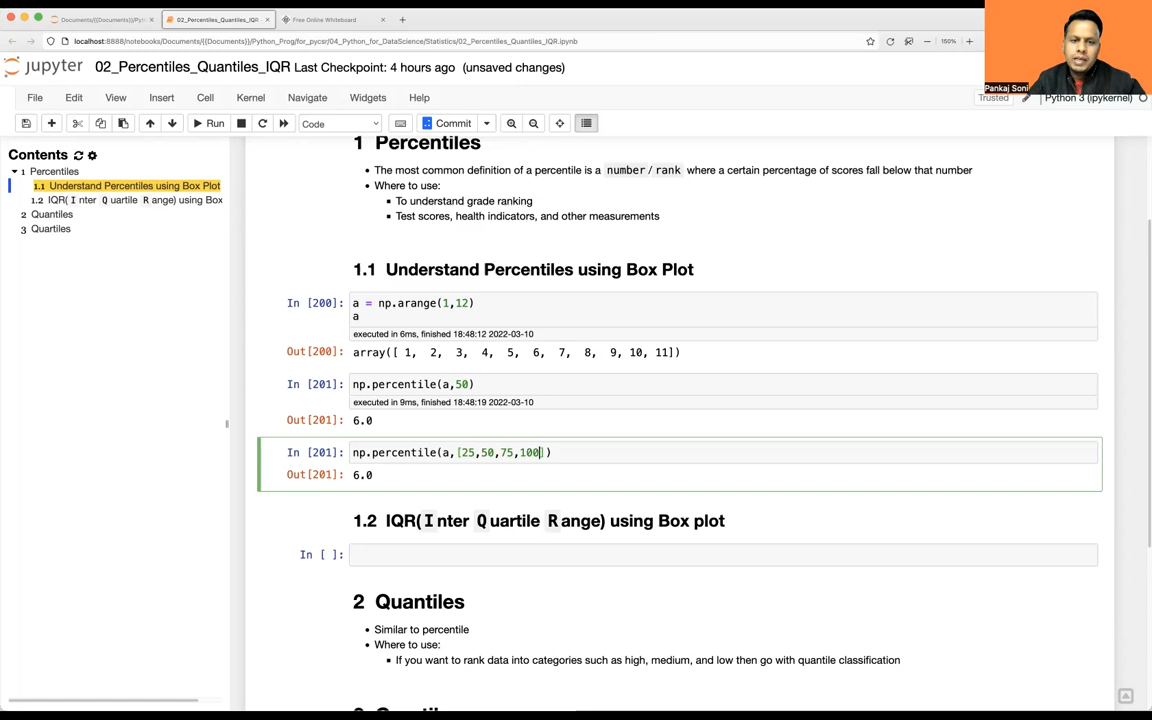 Documents/{{Documents}}/Pyth
02_Percentiles_Quantiles_IQR
Free Online Whiteboard
localhost:8888/notebooks/Documents/{{Documents}}/Python_Prog/for_pycsr/04_Python_for_DataScience/Statistics/02_Percentiles_Quantiles_IQR.ipynb
150%
Pankaj Soni
jupyter 02_Percentiles_Quantiles_IQR Last Checkpoint: 4 hours ago (unsaved changes)
File Edit View Insert Cell Kernel Navigate Widgets Help
Trusted Python 3 (ipykernel)
Run Code Commit
Contents
1 Percentiles
1.1 Understand Percentiles using Box Plot
1.2 IQR( I nter Q uartile R ange) using Box
2 Quantiles
3 Quartiles
1 Percentiles
• The most common definition of a percentile is a number / rank where a certain percentage of scores fall below that number
• Where to use:
▪ To understand grade ranking
▪ Test scores, health indicators, and other measurements
1.1 Understand Percentiles using Box Plot
In [200]: a = np.arange(1,12)
a
executed in 6ms, finished 18:48:12 2022-03-10
Out[200]: array([ 1, 2, 3, 4, 5, 6, 7, 8, 9, 10, 11])
In [201]: np.percentile(a,50)
executed in 9ms, finished 18:48:19 2022-03-10
Out[201]: 6.0
In [201]: np.percentile(a,[25,50,75,100])
Out[201]: 6.0
1.2 IQR( I nter Q uartile R ange) using Box plot
In [ ]:
2 Quantiles
• Similar to percentile
• Where to use:
▪ If you want to rank data into categories such as high, medium, and low then go with quantile classification